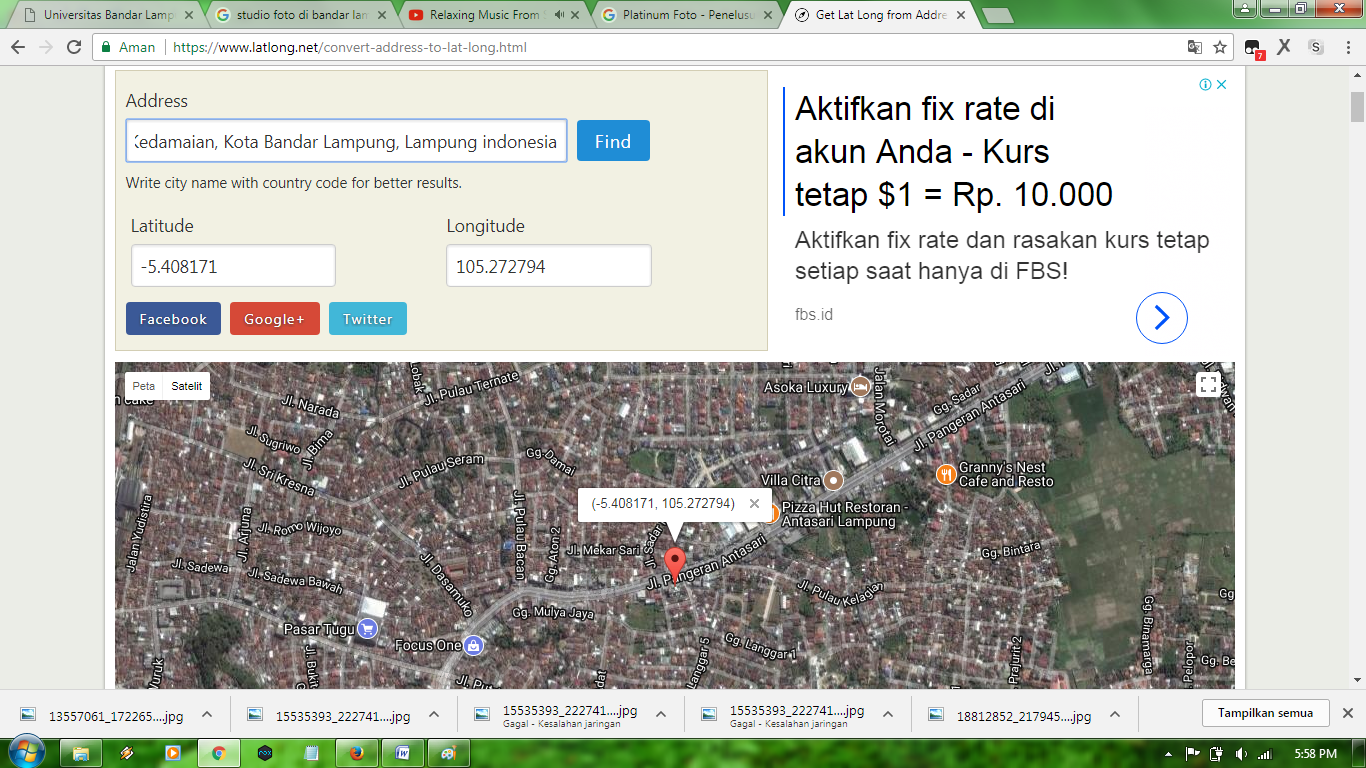 Universitas Bandar Lamp
studio foto di bandar lan
Relaxing Music From
Platinum Foto - Penelusu
Get Lat Long from Addre
Aman
https://www.latlong.net/convert-address-to-lat-long.html
7
Address
Kedamaian, Kota Bandar Lampung, Lampung indonesia
Find
Write city name with country code for better results.
Latitude
Longitude
-5.408171
105.272794
Facebook
Google+
Twitter
Aktifkan fix rate di
akun Anda - Kurs
tetap $1 = Rp. 10.000
Aktifkan fix rate dan rasakan kurs tetap
setiap saat hanya di FBS!
fbs.id
Peta
Satelit
Jl. Narada
Jl. Pulau Ternate
Asoka Luxury
Jalan Morotai
Gg. Sadar
Jl. Pangeran Antasari
Jl. Sugriwo
Jl. Bima
Jl. Sri Kresna
Jl. Pulau Seram
Gg. Damai
Villa Citra
Granny's Nest
Cafe and Resto
Jalan Yudistira
Jl. Arjuna
Jl. Romo Wijoyo
Jl. Pulau Bacan
(-5.408171, 105.272794)
Pizza Hut Restoran -
Antasari Lampung
Jl. Sadewa
Jl. Sadewa Bawah
Jl. Dasamuko
Gg. Aton 2
Jl. Mekar Sari
Jl. Pangeran Antasari
Gg. Bintara
Jl. Pulau Kelagian
Gg. Mulya Jaya
Pasar Tugu
Focus One
Gg. Langgar 1
Langgar 5
Prajurit 2
Gg. Binamarga
Pelopor
Gg. Be
13557061_172265....jpg
15535393_222741....jpg
15535393_222741....jpg
Gagal - Kesalahan jaringan
15535393_222741....jpg
Gagal - Kesalahan jaringan
18812852_217945....jpg
Tampilkan semua
5:58 PM